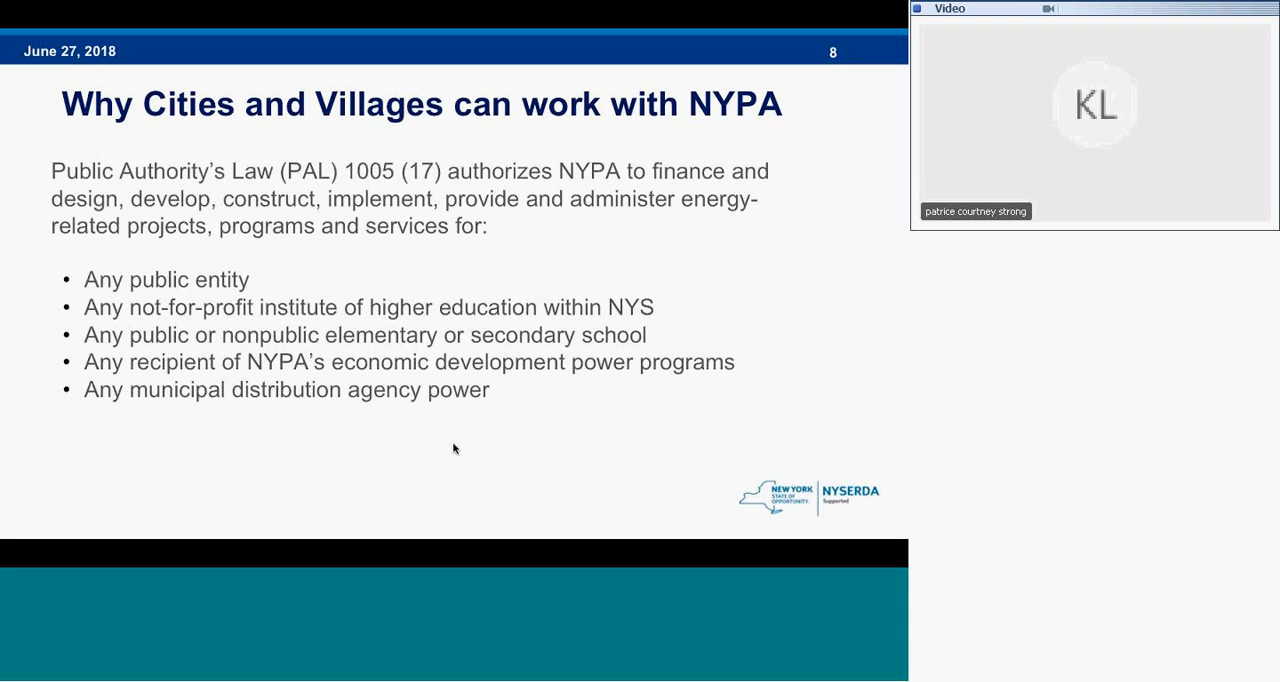 June 27, 2018
8
Why Cities and Villages can work with NYPA
Public Authority’s Law (PAL) 1005 (17) authorizes NYPA to finance and
design, develop, construct, implement, provide and administer energy-
related projects, programs and services for:
• Any public entity
• Any not-for-profit institute of higher education within NYS
• Any public or nonpublic elementary or secondary school
• Any recipient of NYPA’s economic development power programs
• Any municipal distribution agency power
NEW YORK
STATE OF
OPPORTUNITY.
NYSERDA
Supported
Video
KL
patrice courtney strong